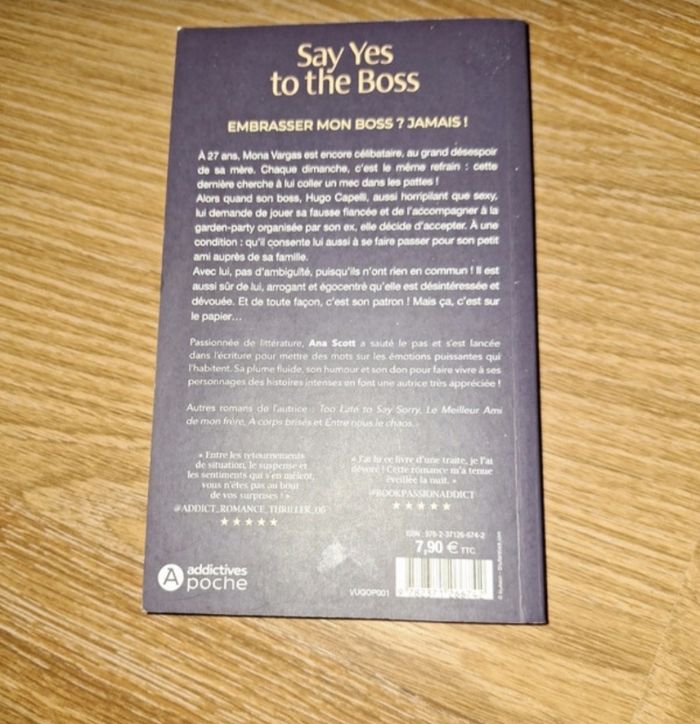 Say Yes
to the Boss
EMBRASSER MON BOSS ? JAMAIS !
À 27 ans, Mona Vargas est encore célibataire, au grand désespoir
de sa mère. Chaque dimanche, c'est le même refrain : cette
dernière cherche à lui coller un mec dans les pattes !
Alors quand son boss, Hugo Capelli, aussi horripilant que sexy,
lui demande de jouer sa fausse fiancée et de l'accompagner à la
garden-party organisée par son ex, elle décide d'accepter. À une
condition : qu'il consente lui aussi à se faire passer pour son petit
ami auprès de sa famille.
Avec lui, pas d'ambiguïté, puisqu'ils n'ont rien en commun ! Il est
aussi sûr de lui, arrogant et égocentré qu'elle est désintéressée et
dévouée. Et de toute façon, c'est son patron ! Mais ça, c'est sur
le papier…
Passionnée de littérature, Ana Scott a sauté le pas et s'est lancée
dans l'écriture pour mettre des mots sur les émotions puissantes qui
l'habitent. Sa plume fluide, son humour et son don pour faire vivre à ses
personnages des histoires intenses en font une autrice très appréciée !
Autres romans de l'autrice : Too Late to Say Sorry, Le Meilleur Ami
de mon frère, À corps brisés et Entre nous le chaos.
« Entre les retournements
de situation, le suspense et
les sentiments qui s'en mêlent,
vous n'êtes pas au bout
de vos surprises ! »
@ADDICT_ROMANCE_THRILLER_06
« J'ai lu ce livre d'une traite, je l'ai
dévoré ! Cette romance m'a tenue
éveillée la nuit. »
@BOOKPASSIONADDICT
ISBN : 978-2-37126-674-2
7,90 € TTC
VUGOP001
A addictives
poche